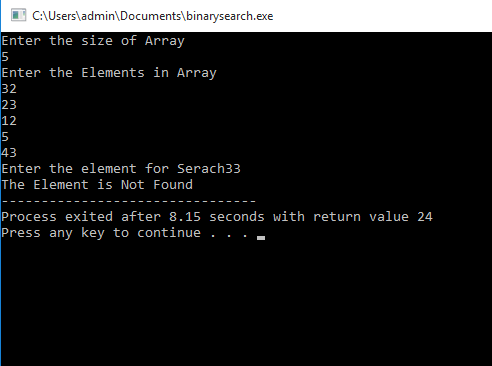 C:\Users\admin\Documents\binarysearch.exe
Enter the size of Array
5
Enter the Elements in Array
32
23
12
5
43
Enter the element for Serach33
The Element is Not Found
--------------------------------
Process exited after 8.15 seconds with return value 24
Press any key to continue . . .